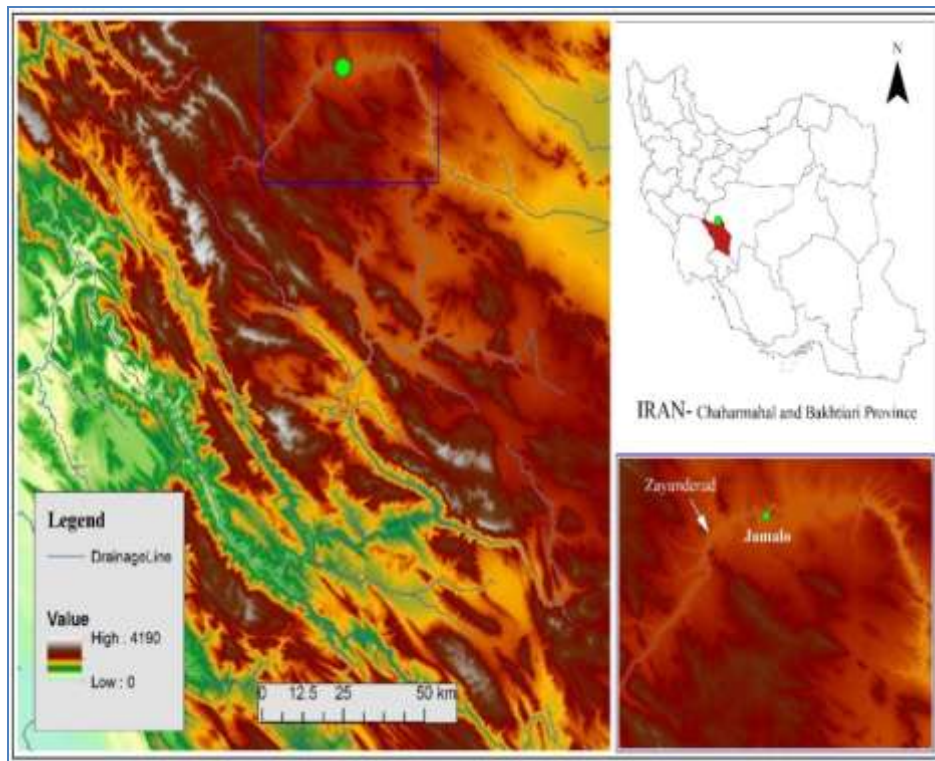 N
IRAN- Chaharmahal and Bakhtiari Province
Zayanderud
Jamalo
Legend
DrainageLine
Value
High : 4190
Low : 0
0 12.5 25 50 km